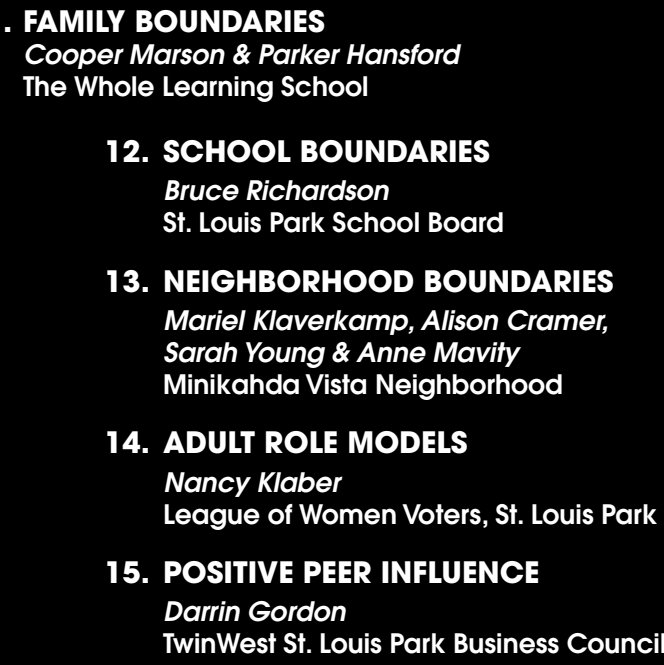 . FAMILY BOUNDARIES
Cooper Marson & Parker Hansford
The Whole Learning School
12. SCHOOL BOUNDARIES
Bruce Richardson
St. Louis Park School Board
13. NEIGHBORHOOD BOUNDARIES
Mariel Klaverkamp, Alison Cramer,
Sarah Young & Anne Mavity
Minikahda Vista Neighborhood
14. ADULT ROLE MODELS
Nancy Klaber
League of Women Voters, St. Louis Park
15. POSITIVE PEER INFLUENCE
Darrin Gordon
TwinWest St. Louis Park Business Council